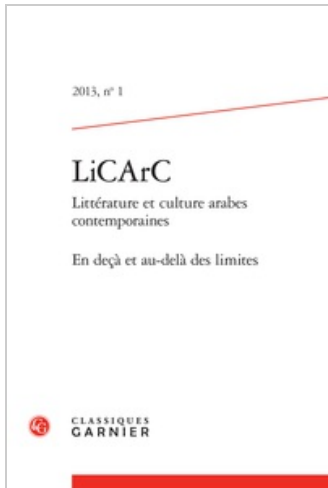 2013, n° 1
LiCArC
Littérature et culture arabes
contemporaines
En deçà et au-delà des limites
CLASSIQUES
GARNIER